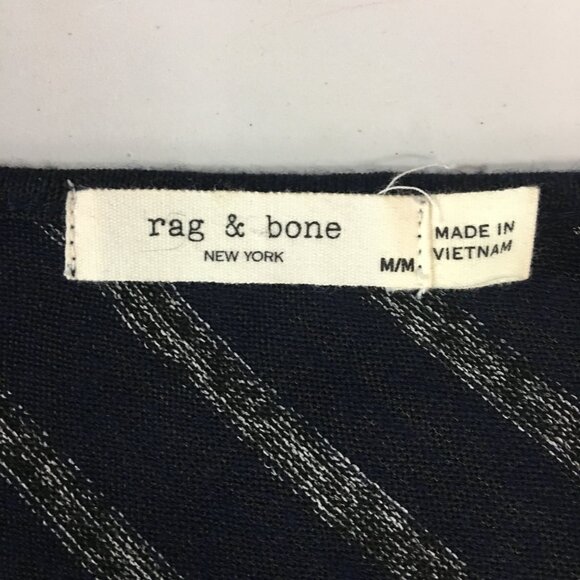 rag & bone
NEW YORK
M/M
MADE IN
VIETNAM